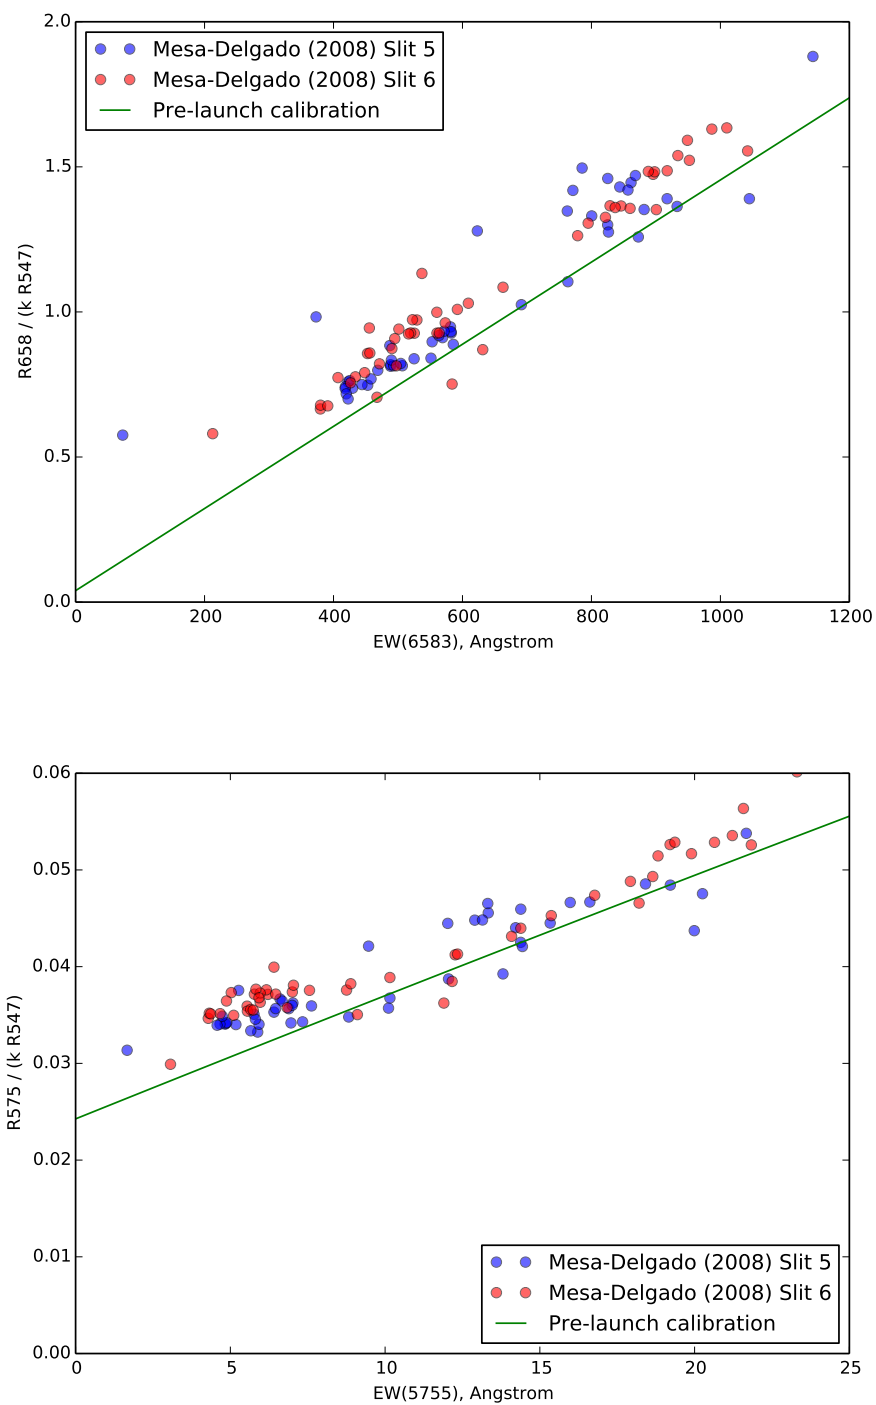 2.0
Mesa-Delgado (2008) Slit 5
Mesa-Delgado (2008) Slit 6
Pre-launch calibration
1.5
1.0
0.5
0.0
R658 / (k R547)
0 200 400 600 800 1000 1200
EW(6583), Angstrom
0.06
0.05
0.04
0.03
0.02
0.01
0.00
R575 / (k R547)
Mesa-Delgado (2008) Slit 5
Mesa-Delgado (2008) Slit 6
Pre-launch calibration
0 5 10 15 20 25
EW(5755), Angstrom